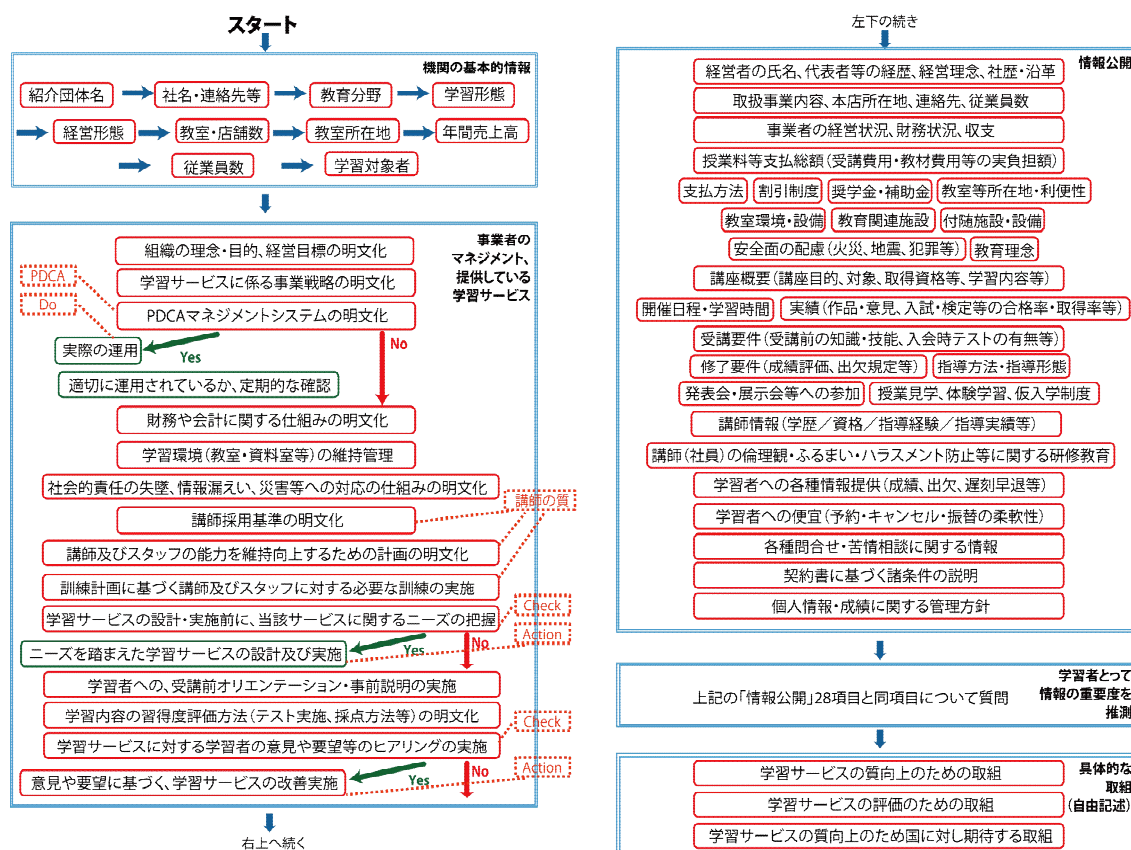 スタート
機関の基本的情報
紹介団体名
社名・連絡先等
教育分野
学習形態
経営形態
教室・店舗数
教室所在地
年間売上高
従業員数
学習対象者
事業者の
マネジメント、
提供している
学習サービス
組織の理念・目的、経営目標の明文化
学習サービスに係る事業戦略の明文化
PDCA
Do
PDCAマネジメントシステムの明文化
Yes
No
実際の運用
適切に運用されているか、定期的な確認
財務や会計に関する仕組みの明文化
学習環境（教室・資料室等）の維持管理
社会的責任の失墜、情報漏えい、災害等への対応の仕組みの明文化
講師の質
講師採用基準の明文化
講師及びスタッフの能力を維持向上するための計画の明文化
訓練計画に基づく講師及びスタッフに対する必要な訓練の実施
Check
学習サービスの設計・実施前に、当該サービスに関するニーズの把握
Action
Yes
No
ニーズを踏まえた学習サービスの設計及び実施
学習者への、受講前オリエンテーション・事前説明の実施
学習内容の習得度評価方法（テスト実施、採点方法等）の明文化
Check
学習サービスに対する学習者の意見や要望等のヒアリングの実施
Action
Yes
No
意見や要望に基づく、学習サービスの改善実施
右上へ続く
左下の続き
情報公開
経営者の氏名、代表者等の経歴、経営理念、社歴・沿革
取扱事業内容、本店所在地、連絡先、従業員数
事業者の経営状況、財務状況、収支
授業料等支払総額（受講費用・教材費用等の実負担額）
支払方法
割引制度
奨学金・補助金
教室等所在地・利便性
教室環境・設備
教育関連施設
付随施設・設備
安全面の配慮（火災、地震、犯罪等）
教育理念
講座概要（講座目的、対象、取得資格等、学習内容等）
開催日程・学習時間
実績（作品・意見、入試・検定等の合格率・取得率等）
受講要件（受講前の知識・技能、入会時テストの有無等）
修了要件（成績評価、出欠規定等）
指導方法・指導形態
発表会・展示会等への参加
授業見学、体験学習、仮入学制度
講師情報（学歴／資格／指導経験／指導実績等）
講師（社員）の倫理観・ふるまい・ハラスメント防止等に関する研修教育
学習者への各種情報提供（成績、出欠、遅刻早退等）
学習者への便宜（予約・キャンセル・振替の柔軟性）
各種問合せ・苦情相談に関する情報
契約書に基づく諸条件の説明
個人情報・成績に関する管理方針
学習者とって
情報の重要度を
推測
上記の「情報公開」28項目と同項目について質問
具体的な
取組
（自由記述）
学習サービスの質向上のための取組
学習サービスの評価のための取組
学習サービスの質向上のため国に対し期待する取組